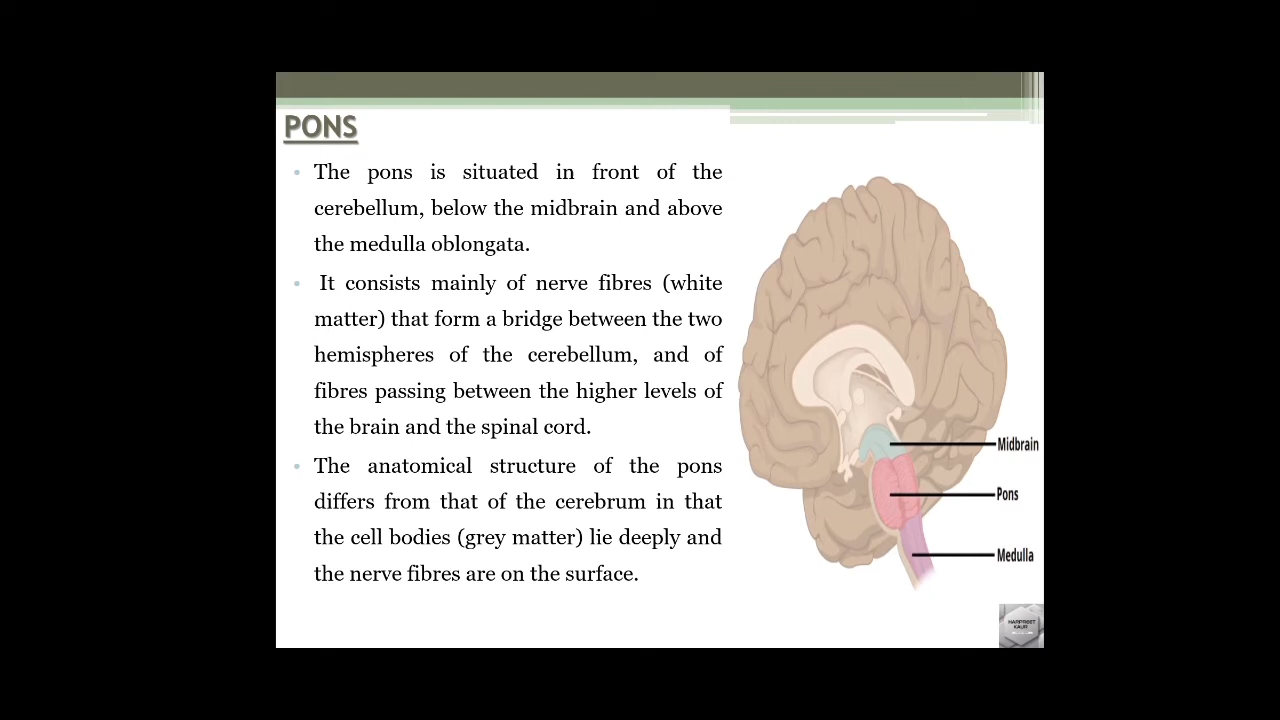 PONS
• The pons is situated in front of the
cerebellum, below the midbrain and above
the medulla oblongata.
• It consists mainly of nerve fibres (white
matter) that form a bridge between the two
hemispheres of the cerebellum, and of
fibres passing between the higher levels of
the brain and the spinal cord.
• The anatomical structure of the pons
differs from that of the cerebrum in that
the cell bodies (grey matter) lie deeply and
the nerve fibres are on the surface.
Midbrain
Pons
Medulla
HARPREET
KAUR